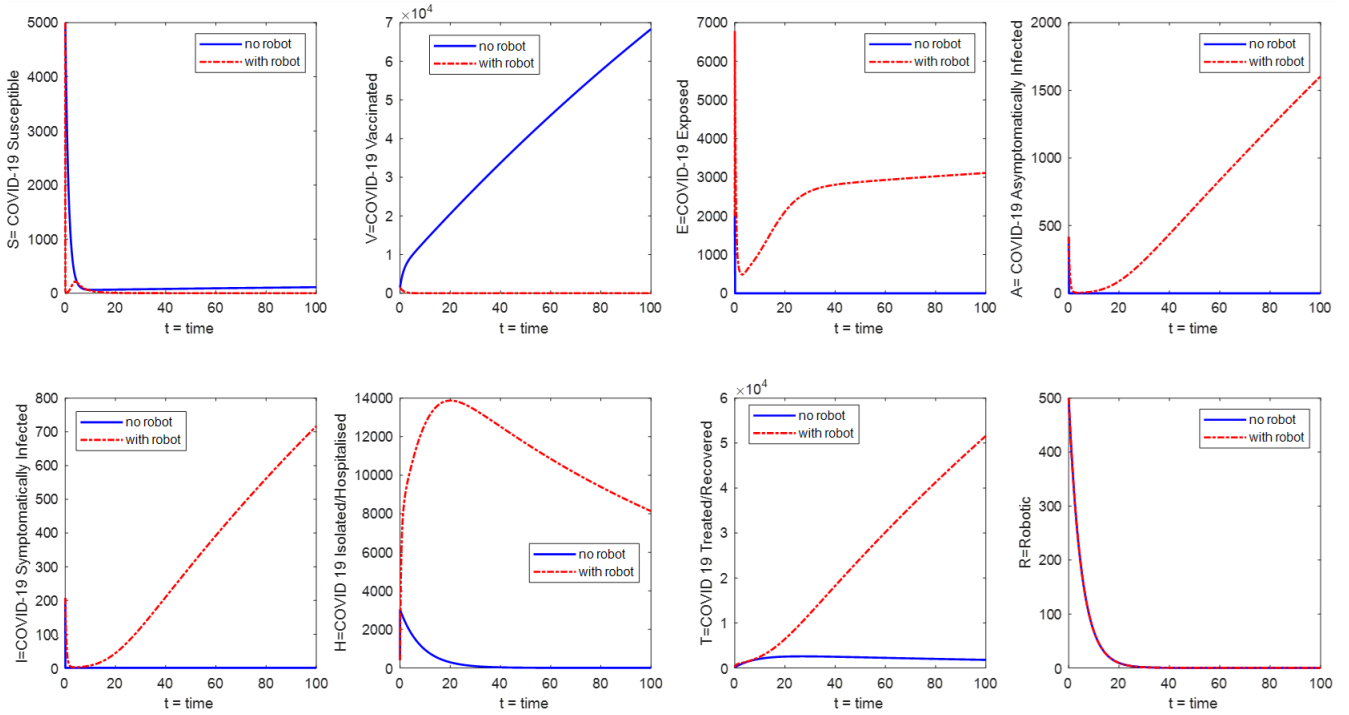 S= COVID-19 Susceptible
5000
4000
3000
2000
1000
0
no robot
with robot
0 20 40 60 80 100
t = time
V=COVID-19 Vaccinated
×10⁴
7
6
5
4
3
2
1
0
no robot
with robot
0 20 40 60 80 100
t = time
E=COVID-19 Exposed
7000
6000
5000
4000
3000
2000
1000
0
no robot
with robot
0 20 40 60 80 100
t = time
A= COVID-19 Asymptomatically Infected
2000
1500
1000
500
0
no robot
with robot
0 20 40 60 80 100
t = time
I=COVID-19 Symptomatically Infected
800
700
600
500
400
300
200
100
0
no robot
with robot
0 20 40 60 80 100
t = time
H=COVID 19 Isolated/Hospitalised
14000
12000
10000
8000
6000
4000
2000
0
no robot
with robot
0 20 40 60 80 100
t = time
T=COVID 19 Treated/Recovered
×10⁴
6
5
4
3
2
1
0
no robot
with robot
0 20 40 60 80 100
t = time
R=Robotic
500
400
300
200
100
0
no robot
with robot
0 20 40 60 80 100
t = time